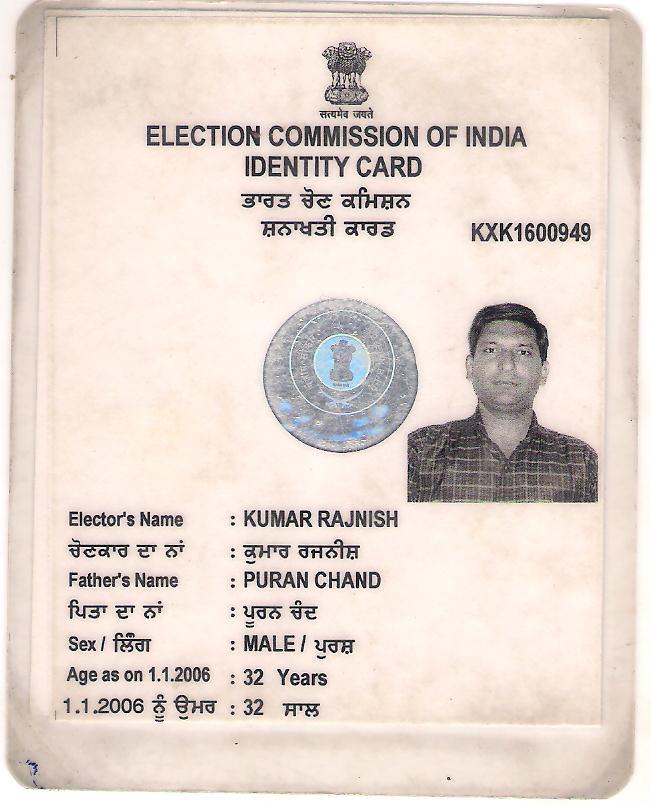 सत्यमेव जयते
ELECTION COMMISSION OF INDIA
IDENTITY CARD
ਭਾਰਤ ਚੋਣ ਕਮਿਸ਼ਨ
ਸ਼ਨਾਖਤੀ ਕਾਰਡ
KXK1600949
Elector's Name : KUMAR RAJNISH
ਚੋਣਕਾਰ ਦਾ ਨਾਂ : ਕੁਮਾਰ ਰਜਨੀਸ਼
Father's Name : PURAN CHAND
ਪਿਤਾ ਦਾ ਨਾਂ : ਪੂਰਨ ਚੰਦ
Sex / ਲਿੰਗ : MALE / ਪੁਰਸ਼
Age as on 1.1.2006 : 32 Years
1.1.2006 ਨੂੰ ਉਮਰ : 32 ਸਾਲ